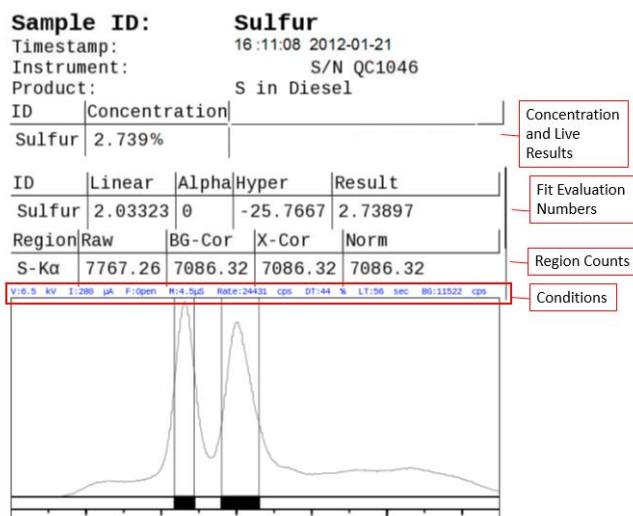 Sample ID: Sulfur
Timestamp: 16:11:08 2012-01-21
Instrument: S/N QC1046
Product: S in Diesel
ID Concentration
Sulfur 2.739%
Concentration and Live Results
ID Linear Alpha Hyper Result
Sulfur 2.03323 0 -25.7667 2.73897
Fit Evaluation Numbers
Region Raw BG-Cor X-Cor Norm
S-Kα 7767.26 7086.32 7086.32 7086.32
Region Counts
V:6.5 kV I:280 µA F:Open M:4.5µS Rate:24431 cps DT:44 % LT:56 sec BG:11522 cps
Conditions